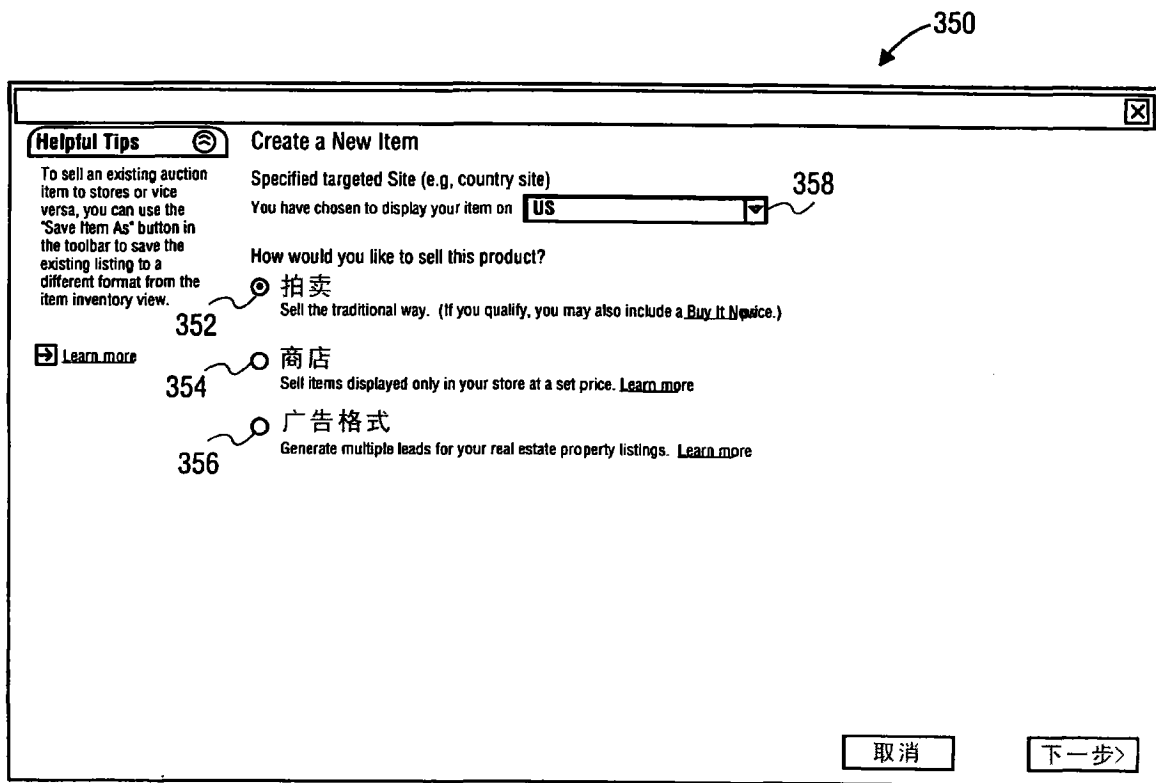 350
Helpful Tips
To sell an existing auction
item to stores or vice
versa, you can use the
"Save Item As" button in
the toolbar to save the
existing listing to a
different format from the
item inventory view.
Learn more
Create a New Item
Specified targeted Site (e.g, country site)
You have chosen to display your item on US
358
How would you like to sell this product?
拍卖
Sell the traditional way. (If you qualify, you may also include a Buy It
352
商店
Sell items displayed only in your store at a set price. Learn more
354
广告格式
Generate multiple leads for your real estate property listings. Learn more
356
取消
下一步>